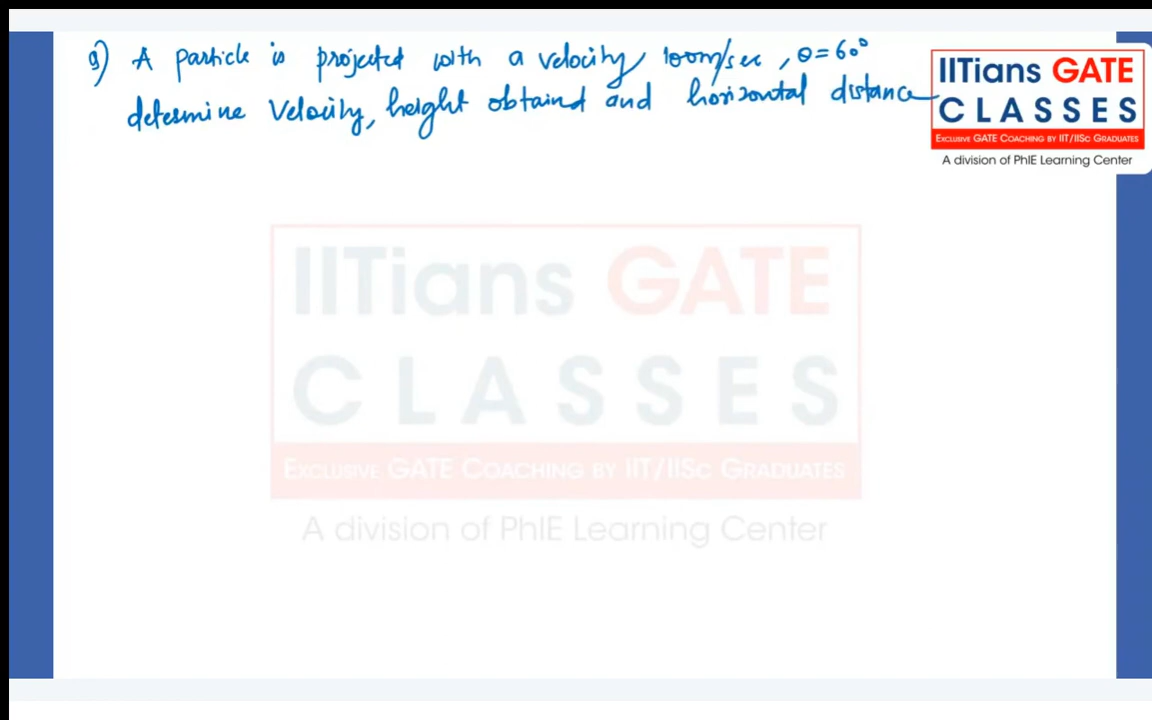 9) A particle is projected with a velocity 100m/sec, θ=60°
determine Velocity, height obtained and horizontal distance
IITians GATE
CLASSES
EXCLUSIVE GATE COACHING BY IIT/IISc GRADUATES
A division of PhIE Learning Center
IITians GATE
CLASSES
EXCLUSIVE GATE COACHING BY IIT/IISc GRADUATES
A division of PhIE Learning Center